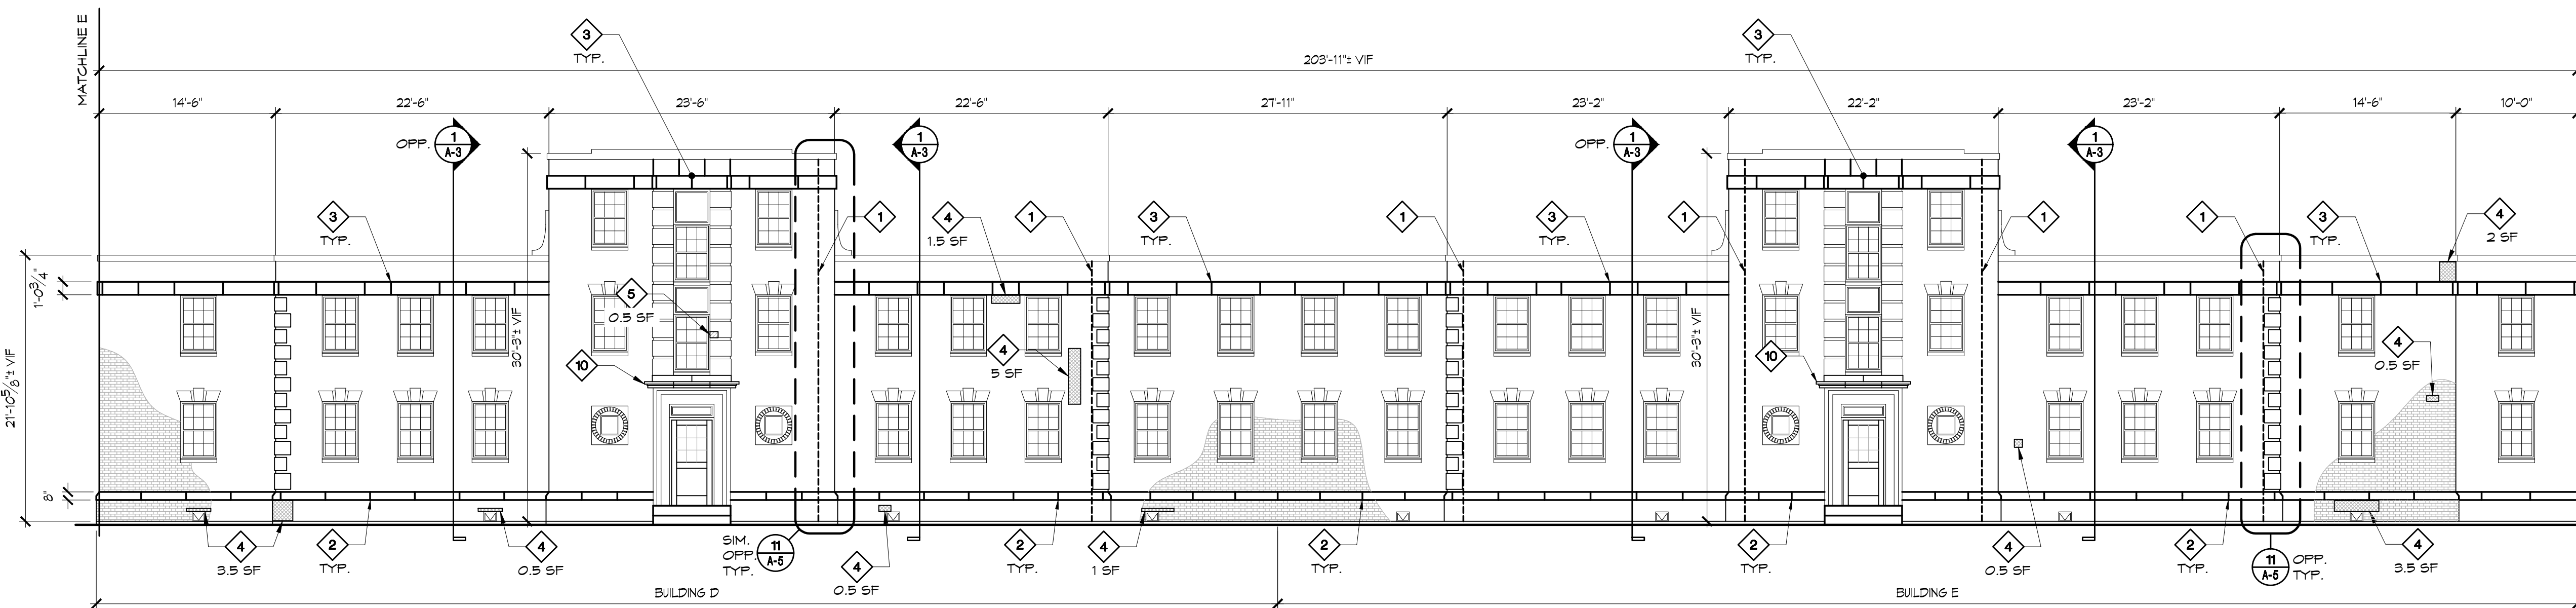 MATCHLINE E
3
TYP.
3
TYP.
203'-11"± VIF
14'-6"
22'-6"
23'-6"
22'-6"
27'-11"
23'-2"
22'-2"
23'-2"
14'-6"
10'-0"
OPP.
1
A-3
1
A-3
OPP.
1
A-3
1
A-3
3
TYP.
1
4
1.5 SF
1
3
TYP.
1
3
TYP.
1
1
1
3
TYP.
4
2 SF
1'-0 3/4"
5
0.5 SF
30'-3"± VIF
30'-3"± VIF
21'-10 5/8"± VIF
10
4
5 SF
10
4
0.5 SF
8"
4
3.5 SF
2
TYP.
4
0.5 SF
SIM.
OPP.
TYP.
11
A-5
4
0.5 SF
2
TYP.
4
1 SF
2
TYP.
2
TYP.
4
0.5 SF
2
TYP.
11
A-5
OPP.
TYP.
4
3.5 SF
BUILDING D
BUILDING E